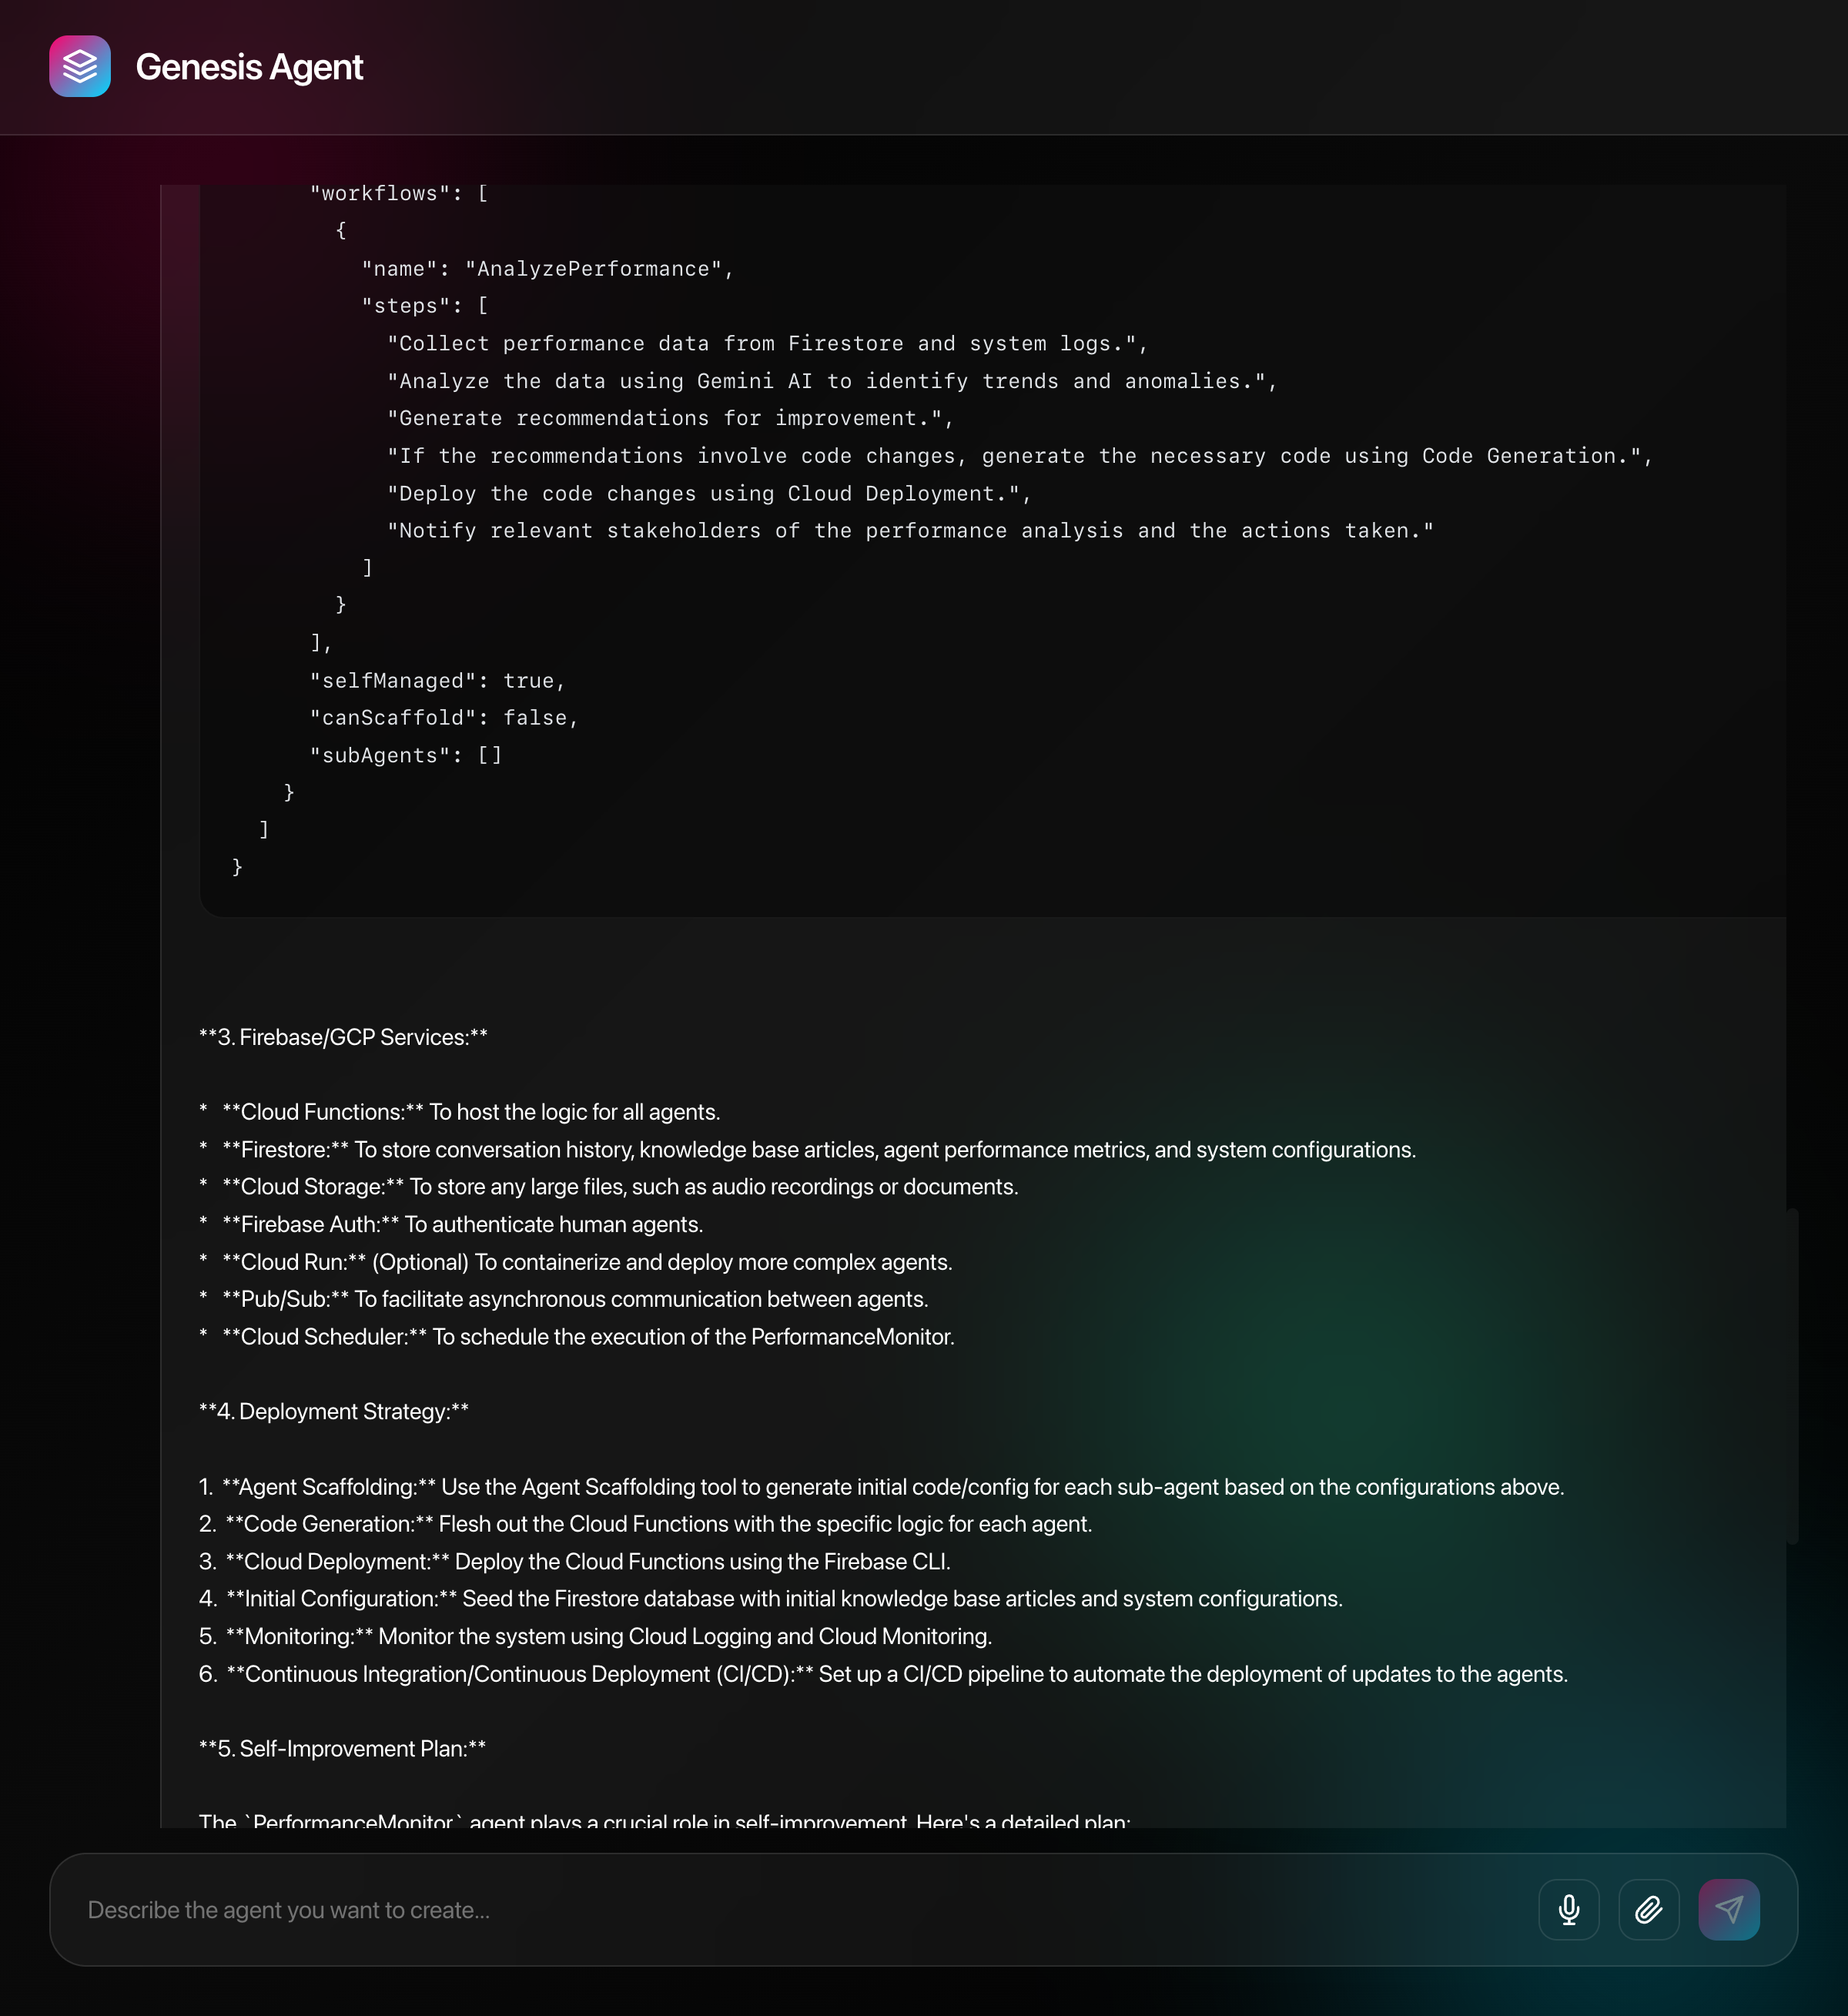 Genesis Agent
"workflows": [
{
"name": "AnalyzePerformance",
"steps": [
"Collect performance data from Firestore and system logs.",
"Analyze the data using Gemini AI to identify trends and anomalies.",
"Generate recommendations for improvement.",
"If the recommendations involve code changes, generate the necessary code using Code Generation.",
"Deploy the code changes using Cloud Deployment.",
"Notify relevant stakeholders of the performance analysis and the actions taken."
]
}
],
"selfManaged": true,
"canScaffold": false,
"subAgents": []
}
]
}
**3. Firebase/GCP Services:**
* **Cloud Functions:** To host the logic for all agents.
* **Firestore:** To store conversation history, knowledge base articles, agent performance metrics, and system configurations.
* **Cloud Storage:** To store any large files, such as audio recordings or documents.
* **Firebase Auth:** To authenticate human agents.
* **Cloud Run:** (Optional) To containerize and deploy more complex agents.
* **Pub/Sub:** To facilitate asynchronous communication between agents.
* **Cloud Scheduler:** To schedule the execution of the PerformanceMonitor.
**4. Deployment Strategy:**
1. **Agent Scaffolding:** Use the Agent Scaffolding tool to generate initial code/config for each sub-agent based on the configurations above.
2. **Code Generation:** Flesh out the Cloud Functions with the specific logic for each agent.
3. **Cloud Deployment:** Deploy the Cloud Functions using the Firebase CLI.
4. **Initial Configuration:** Seed the Firestore database with initial knowledge base articles and system configurations.
5. **Monitoring:** Monitor the system using Cloud Logging and Cloud Monitoring.
6. **Continuous Integration/Continuous Deployment (CI/CD):** Set up a CI/CD pipeline to automate the deployment of updates to the agents.
**5. Self-Improvement Plan:**
The `PerformanceMonitor` agent plays a crucial role in self-improvement. Here's a detailed plan:
Describe the agent you want to create...